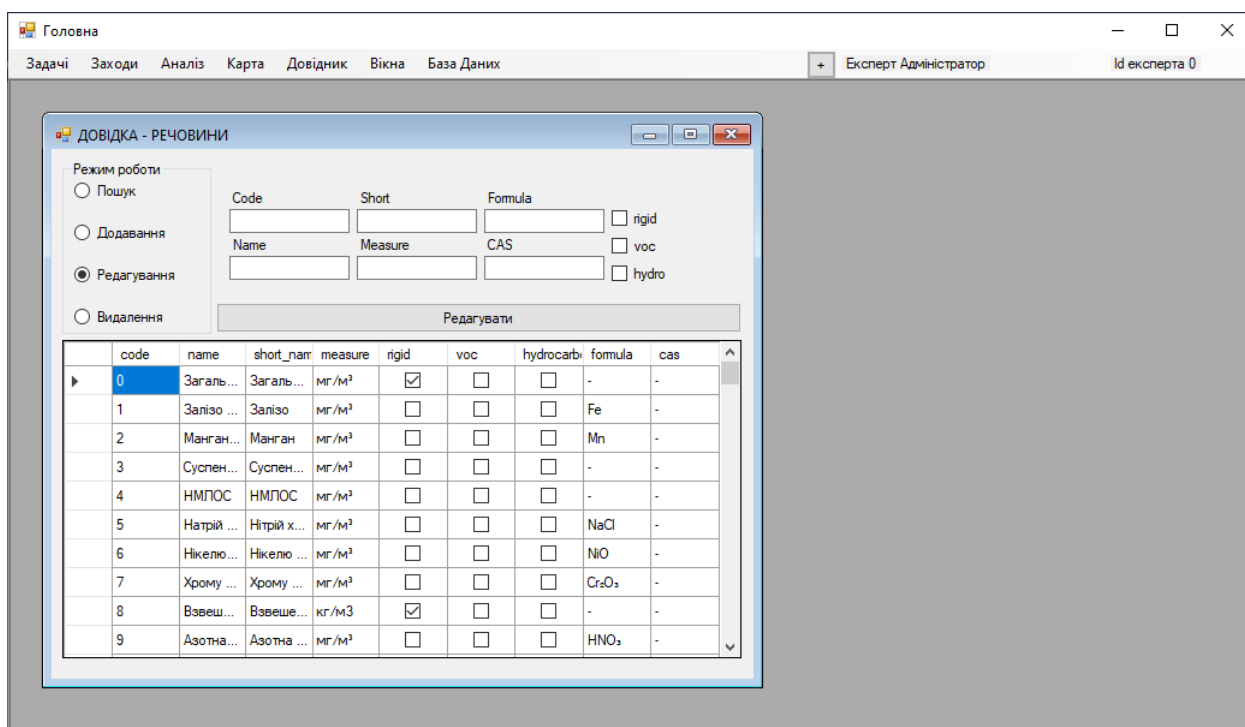 Головна
Задачі Заходи Аналіз Карта Довідник Вікна База Даних + Експерт Адміністратор Id експерта 0
ДОВІДКА - РЕЧОВИНИ
Режим роботи
Пошук
Додавання
Редагування
Видалення
Code Short Formula
rigid
Name Measure CAS
voc
hydro
Редагувати
code name short_nam measure rigid voc hydrocarb formula cas
0 Загаль... Загаль... мг/м³ - -
1 Залізо ... Залізо мг/м³ Fe -
2 Манган... Манган мг/м³ Mn -
3 Суспен... Суспен... мг/м³ - -
4 НМЛОС НМЛОС мг/м³ - -
5 Натрій ... Нітрій х... мг/м³ NaCl -
6 Нікелю... Нікелю ... мг/м³ NiO -
7 Хрому ... Хрому ... мг/м³ Cr₂O₃ -
8 Взвеш... Взвеше... кг/м3 - -
9 Азотна... Азотна ... мг/м³ HNO₃ -